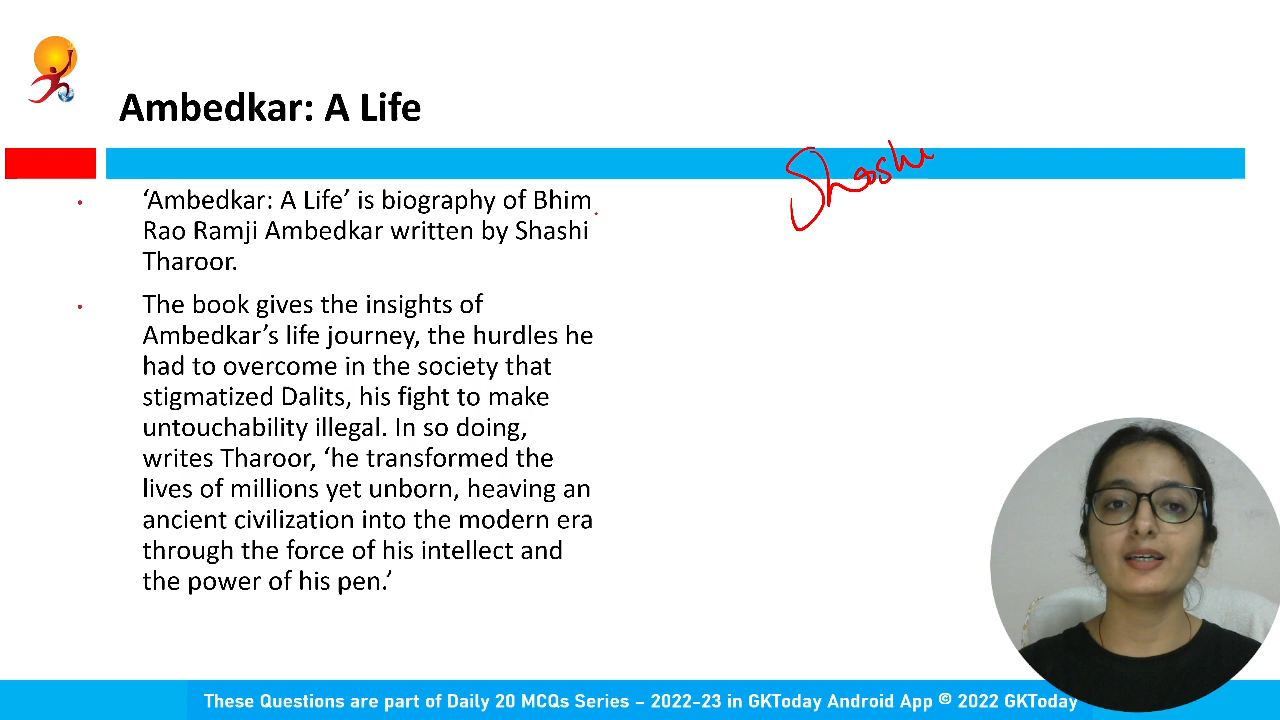 Ambedkar: A Life
Shashi
‘Ambedkar: A Life’ is biography of Bhim
Rao Ramji Ambedkar written by Shashi
Tharoor.
The book gives the insights of
Ambedkar’s life journey, the hurdles he
had to overcome in the society that
stigmatized Dalits, his fight to make
untouchability illegal. In so doing,
writes Tharoor, ‘he transformed the
lives of millions yet unborn, heaving an
ancient civilization into the modern era
through the force of his intellect and
the power of his pen.’
These Questions are part of Daily 20 MCQs Series – 2022-23 in GKToday Android App © 2022 GKToday